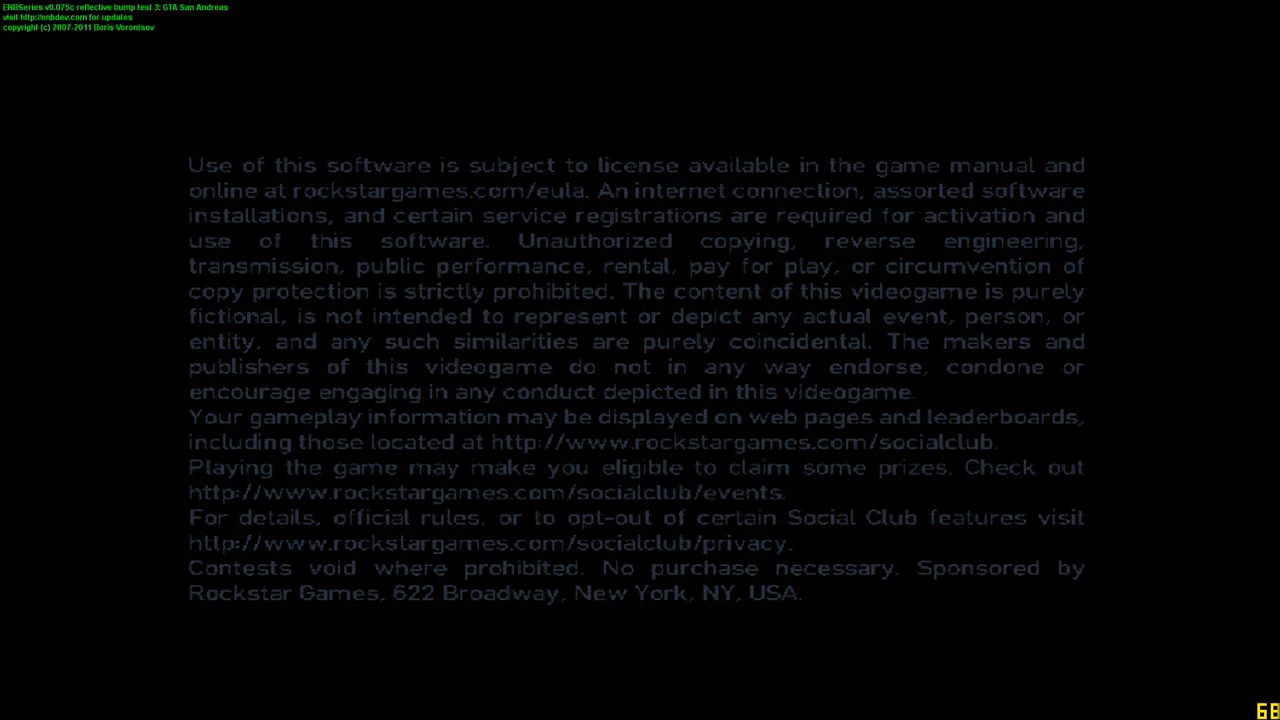 ENBSeries v0.075c reflective bump test 3: GTA San Andreas
visit http://enbdev.com for updates
copyright (c) 2007-2011 Boris Vorontsov
Use of this software is subject to license available in the game manual and
online at rockstargames.com/eula. An internet connection, assorted software
installations, and certain service registrations are required for activation and
use of this software. Unauthorized copying, reverse engineering,
transmission, public performance, rental, pay for play, or circumvention of
copy protection is strictly prohibited. The content of this videogame is purely
fictional, is not intended to represent or depict any actual event, person, or
entity, and any such similarities are purely coincidental. The makers and
publishers of this videogame do not in any way endorse, condone or
encourage engaging in any conduct depicted in this videogame.
Your gameplay information may be displayed on web pages and leaderboards,
including those located at http://www.rockstargames.com/socialclub.
Playing the game may make you eligible to claim some prizes. Check out
http://www.rockstargames.com/socialclub/events.
For details, official rules, or to opt-out of certain Social Club features visit
http://www.rockstargames.com/socialclub/privacy.
Contests void where prohibited. No purchase necessary. Sponsored by
Rockstar Games, 622 Broadway, New York, NY, USA.
68